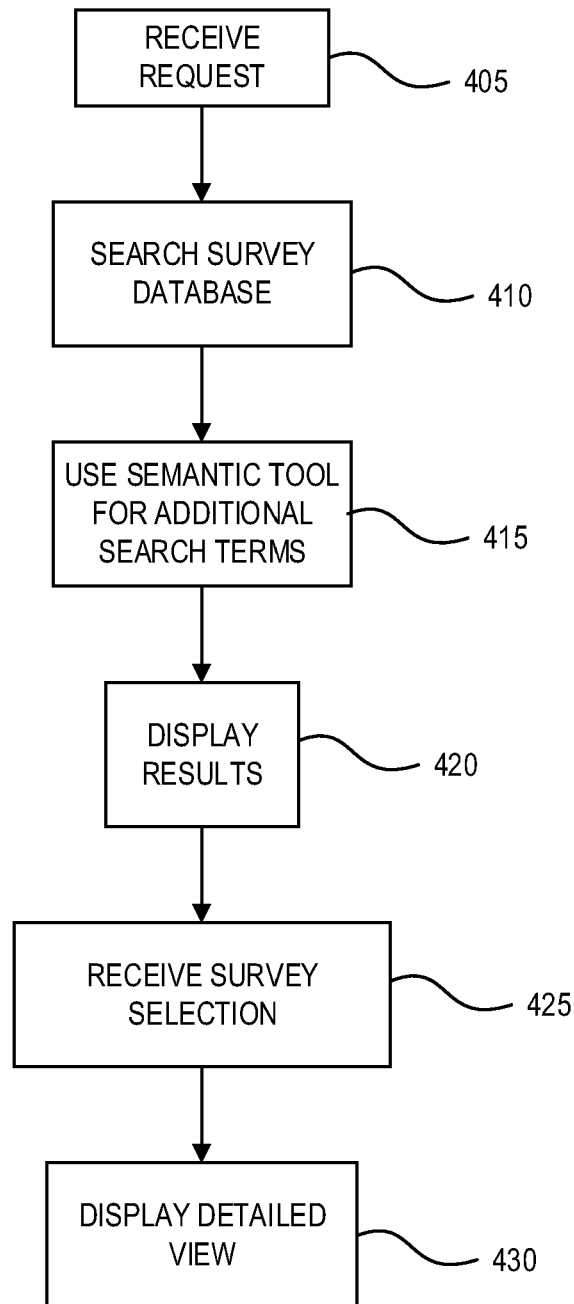 RECEIVE
REQUEST
405
SEARCH SURVEY
DATABASE
410
USE SEMANTIC TOOL
FOR ADDITIONAL
SEARCH TERMS
415
DISPLAY
RESULTS
420
RECEIVE SURVEY
SELECTION
425
DISPLAY DETAILED
VIEW
430